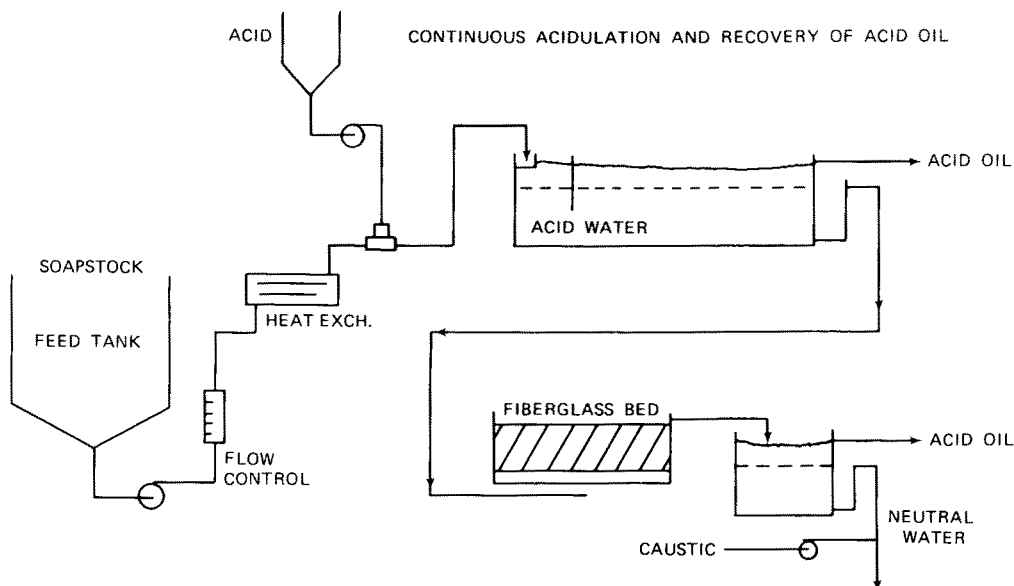 ACID
CONTINUOUS ACIDULATION AND RECOVERY OF ACID OIL
ACID OIL
ACID WATER
SOAPSTOCK
FEED TANK
HEAT EXCH.
FLOW
CONTROL
FIBERGLASS BED
ACID OIL
NEUTRAL
WATER
CAUSTIC